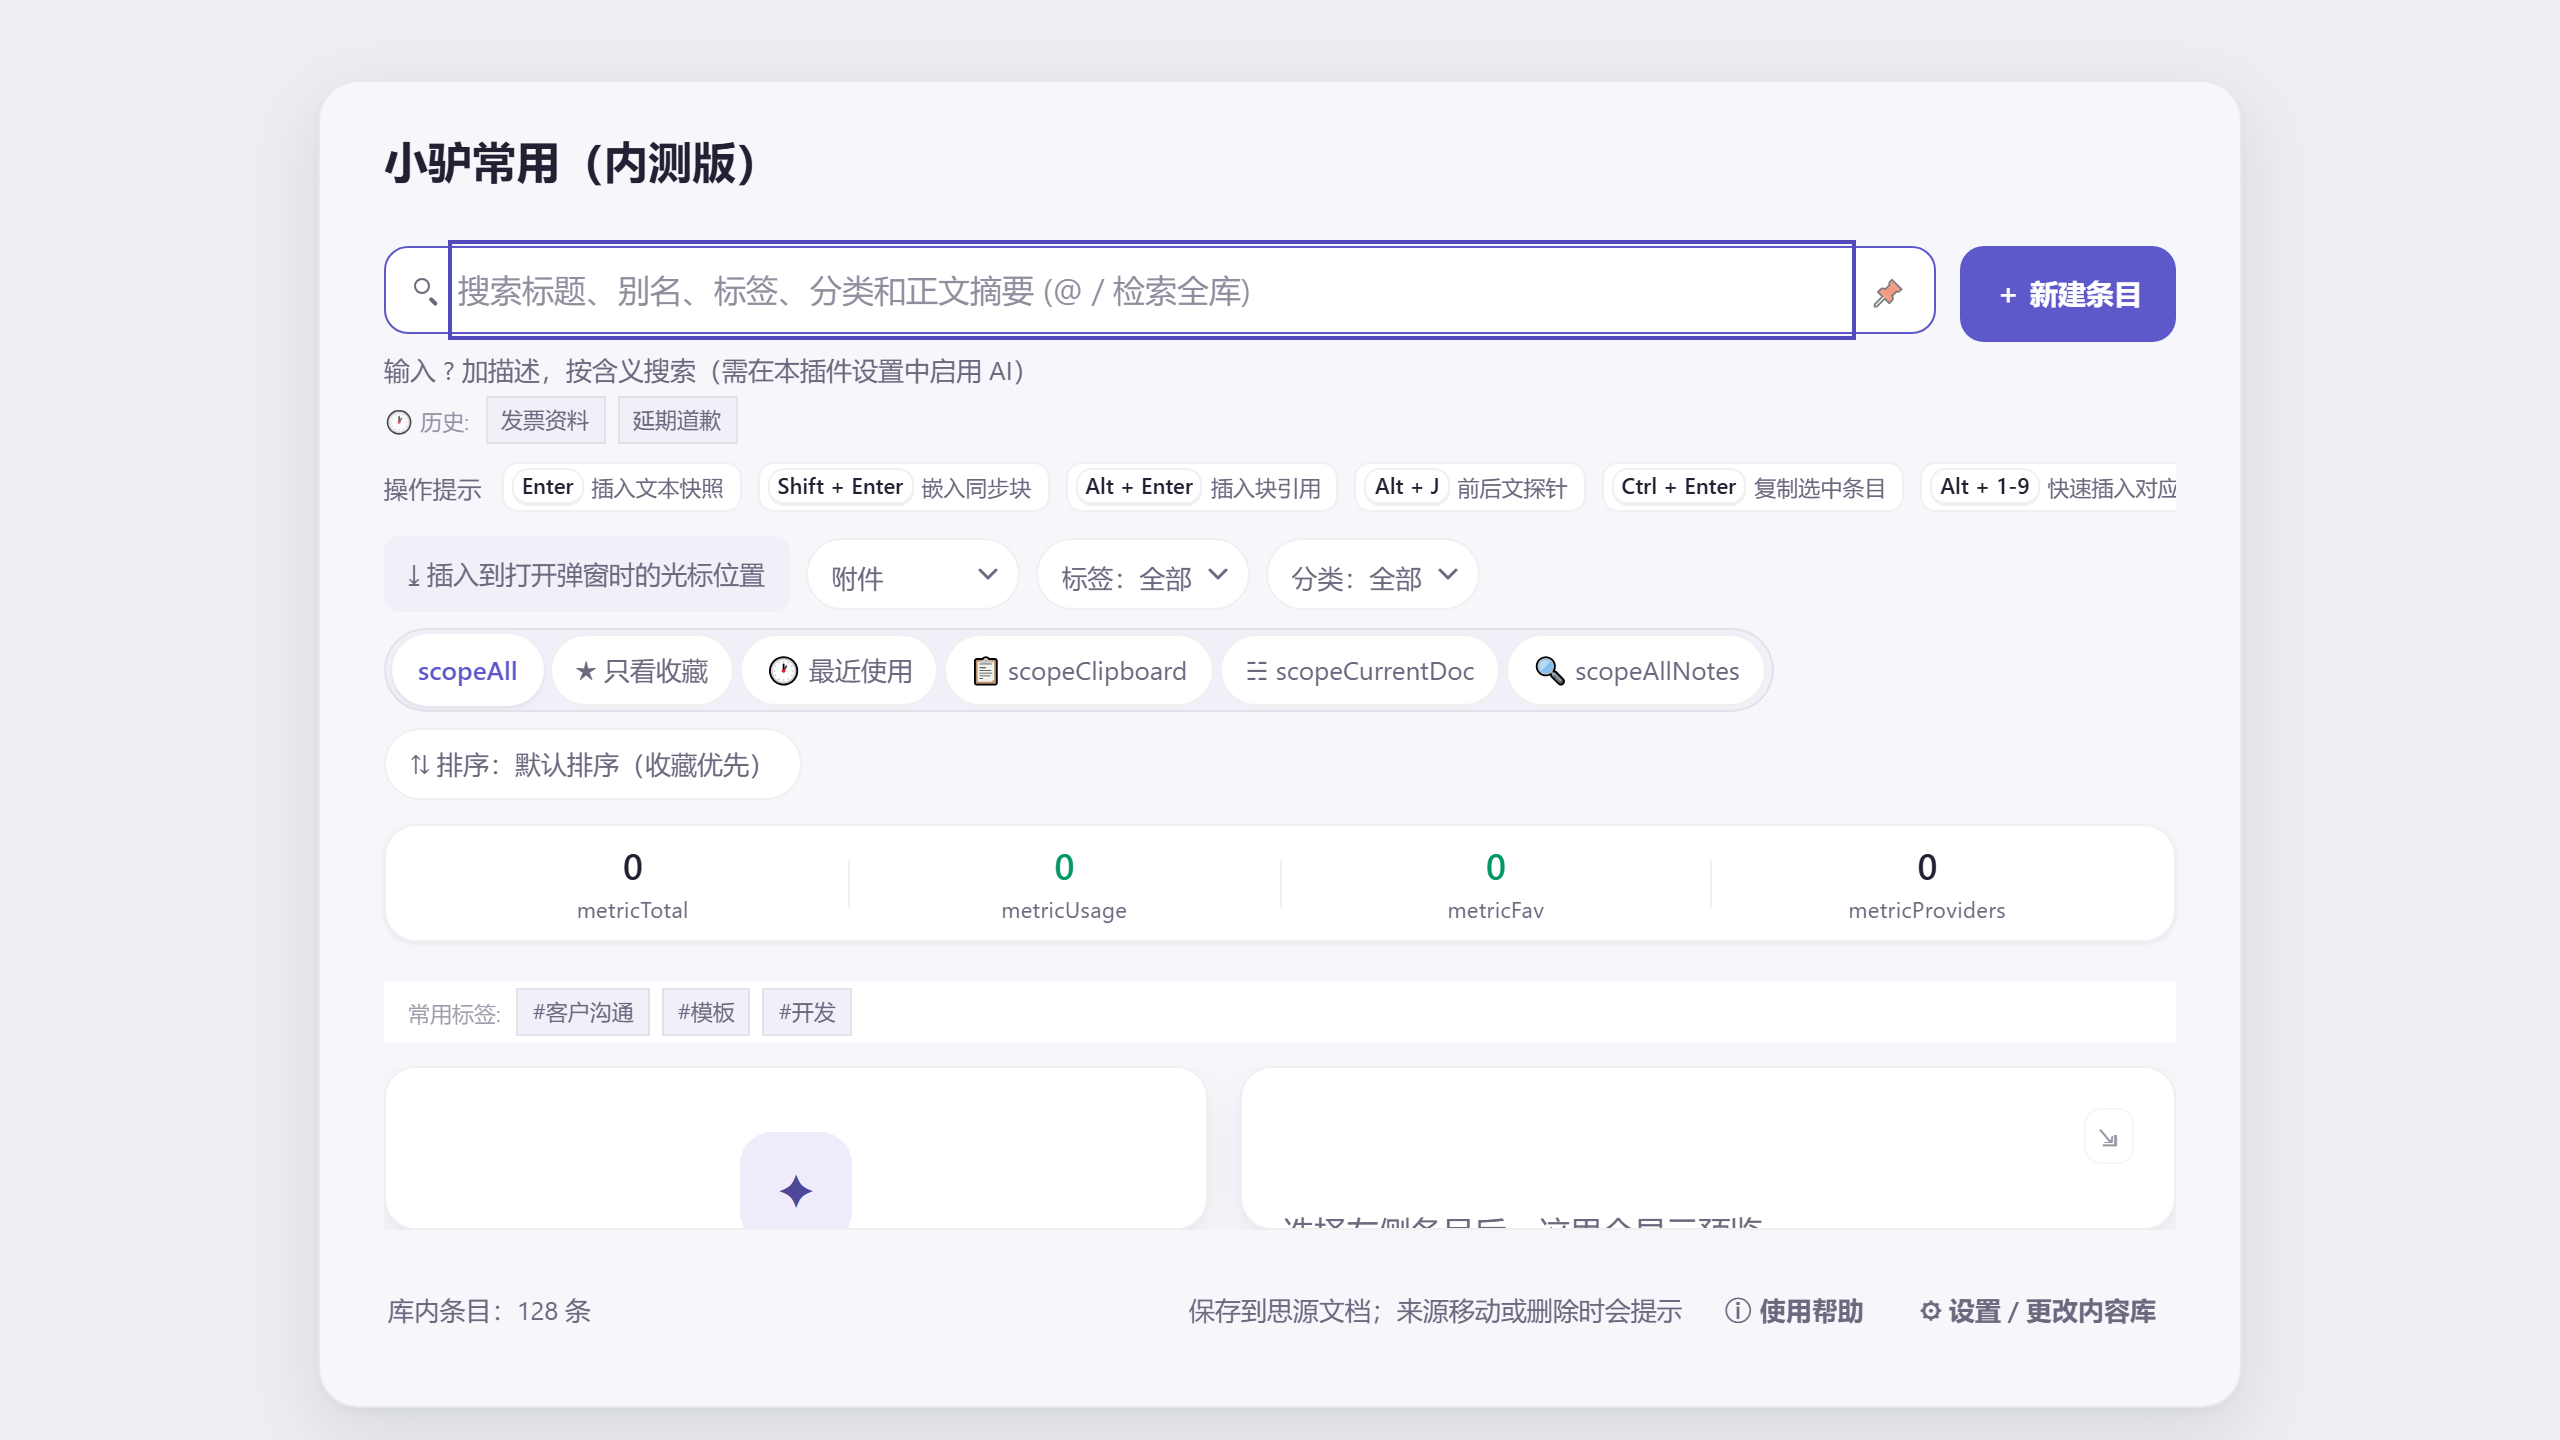 小驴常用（内测版）
搜索标题、别名、标签、分类和正文摘要 (@ / 检索全库)
+ 新建条目
输入 ? 加描述，按含义搜索（需在本插件设置中启用 AI）
历史: 发票资料 延期道歉
操作提示 Enter 插入文本快照 Shift + Enter 嵌入同步块 Alt + Enter 插入块引用 Alt + J 前后文探针 Ctrl + Enter 复制选中条目 Alt + 1-9 快速插入对应
↓ 插入到打开弹窗时的光标位置 附件 标签：全部 分类：全部
scopeAll ★ 只看收藏 最近使用 scopeClipboard scopeCurrentDoc scopeAllNotes
⇅ 排序：默认排序（收藏优先）
0 0 0 0
metricTotal metricUsage metricFav metricProviders
常用标签: #客户沟通 #模板 #开发
库内条目：128 条 保存到思源文档；来源移动或删除时会提示 ⓘ 使用帮助 ⚙ 设置 / 更改内容库